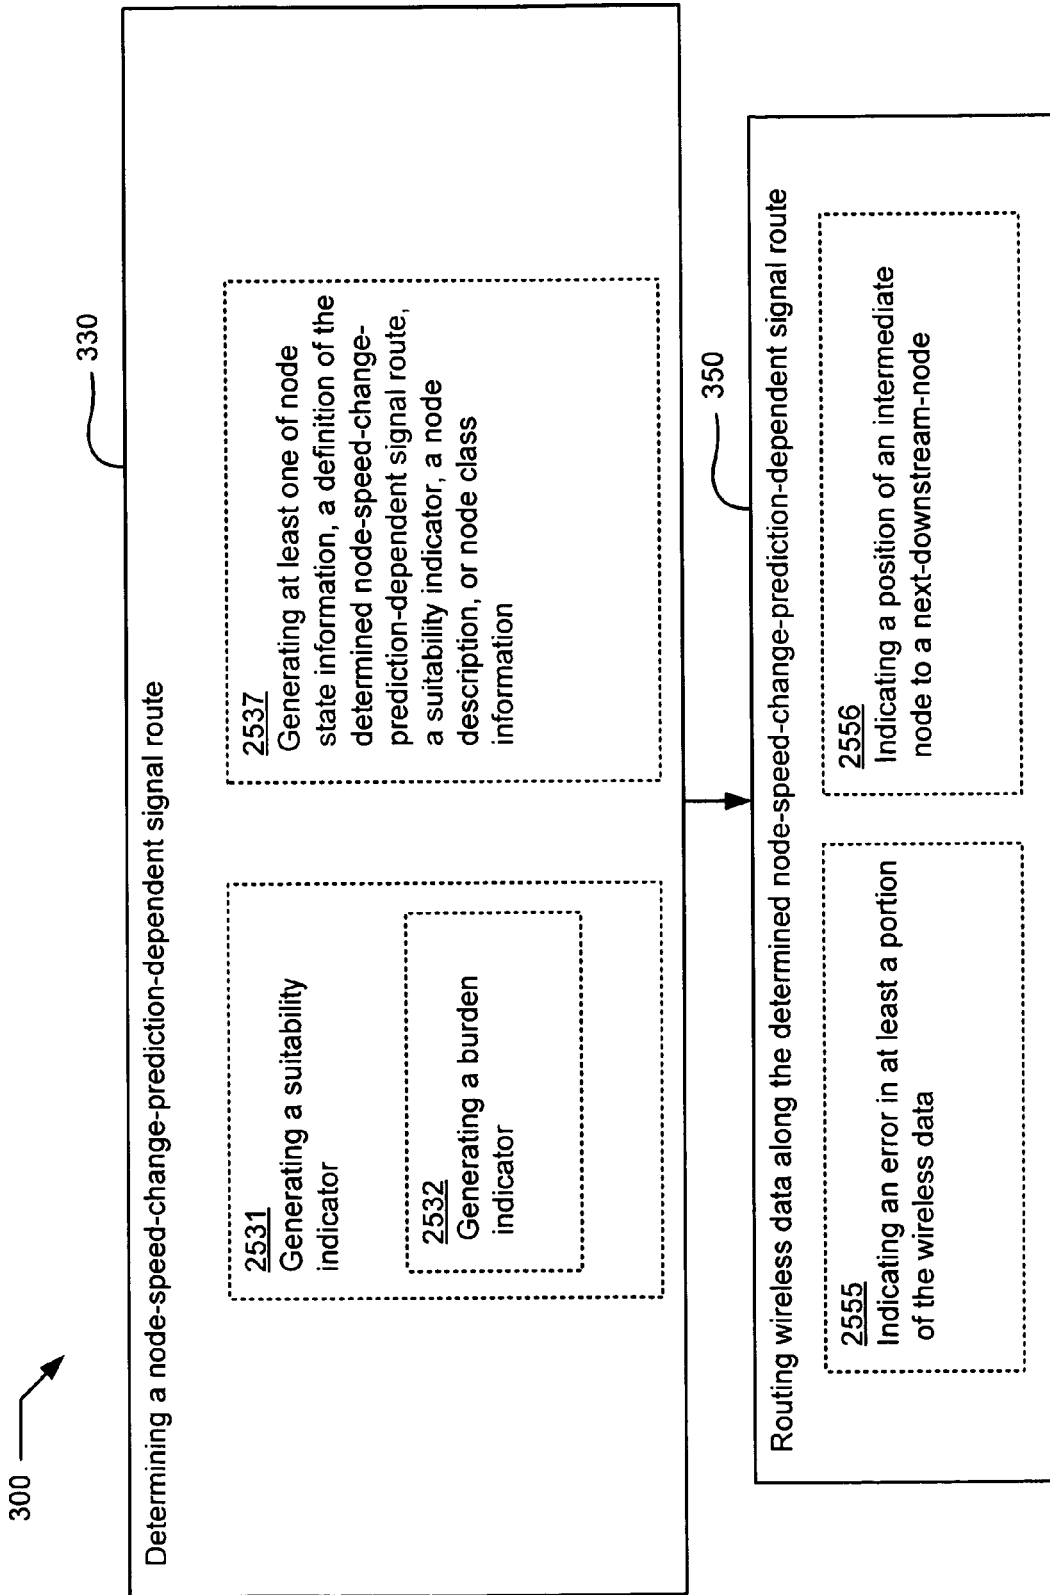 300
330
Determining a node-speed-change-prediction-dependent signal route
2531
Generating a suitability
indicator
2532
Generating a burden
indicator
2537
Generating at least one of node
state information, a definition of the
determined node-speed-change-
prediction-dependent signal route,
a suitability indicator, a node
description, or node class
information
350
Routing wireless data along the determined node-speed-change-prediction-dependent signal route
2555
Indicating an error in at least a portion
of the wireless data
2556
Indicating a position of an intermediate
node to a next-downstream-node